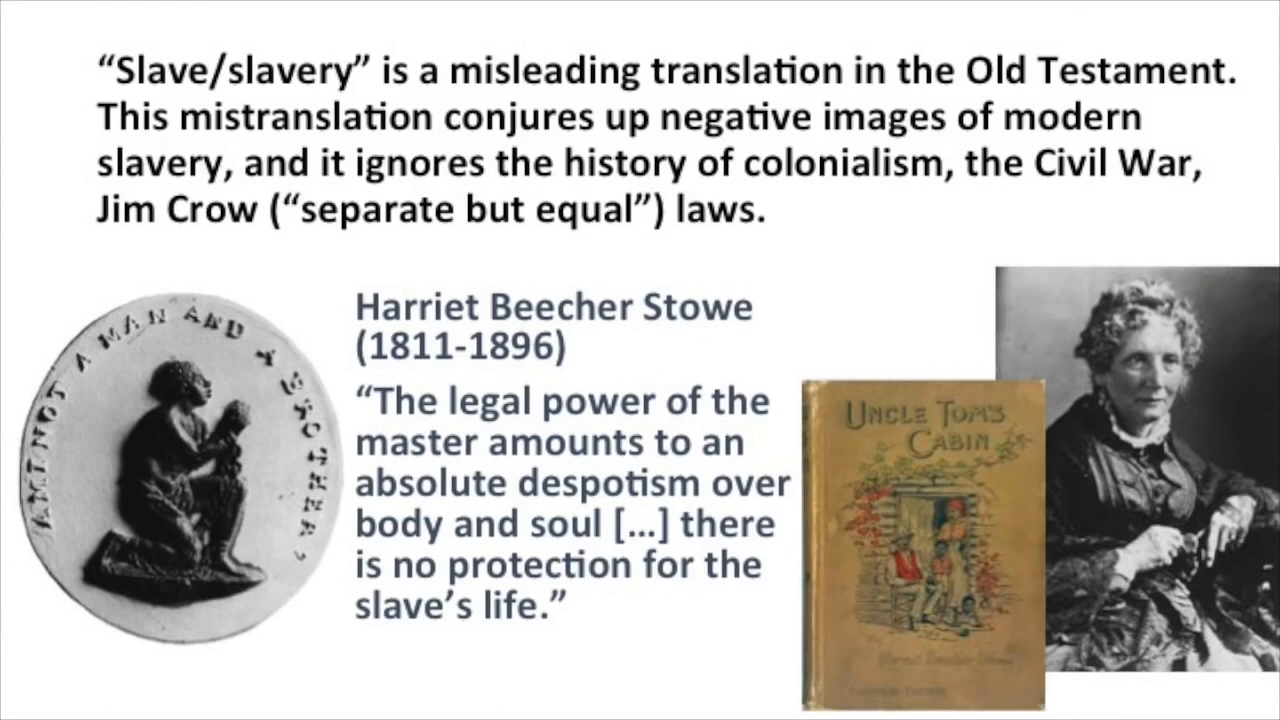 “Slave/slavery” is a misleading translation in the Old Testament.
This mistranslation conjures up negative images of modern
slavery, and it ignores the history of colonialism, the Civil War,
Jim Crow (“separate but equal”) laws.
AM I NOT A MAN AND A BROTHER,
Harriet Beecher Stowe
(1811-1896)
“The legal power of the
master amounts to an
absolute despotism over
body and soul […] there
is no protection for the
slave’s life.”
UNCLE TOM'S
CABIN
Harriet Beecher Stowe